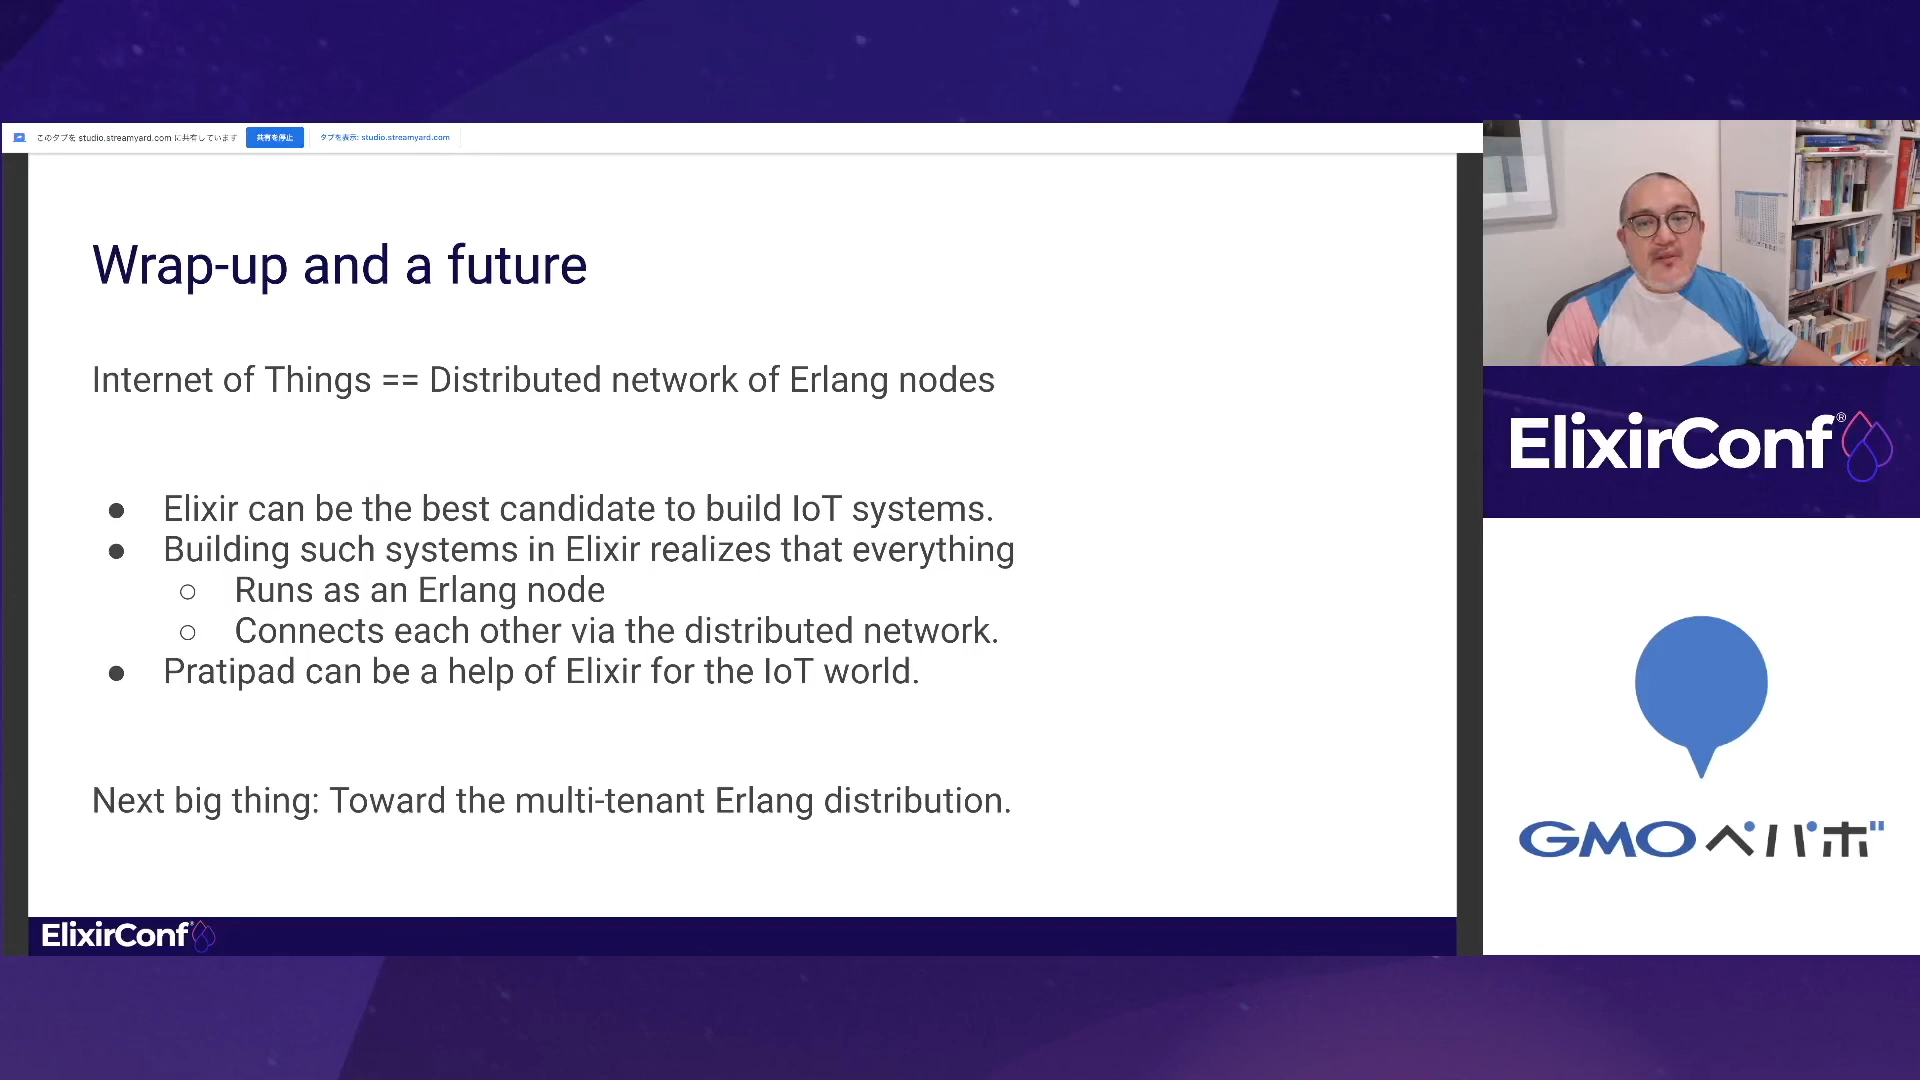 このタブを studio.streamyard.com に共有しています
共有を停止
タブを表示: studio.streamyard.com
Wrap-up and a future
Internet of Things == Distributed network of Erlang nodes
● Elixir can be the best candidate to build IoT systems.
● Building such systems in Elixir realizes that everything
○ Runs as an Erlang node
○ Connects each other via the distributed network.
● Pratipad can be a help of Elixir for the IoT world.
Next big thing: Toward the multi-tenant Erlang distribution.
ElixirConf
ElixirConf®
GMOペパボ